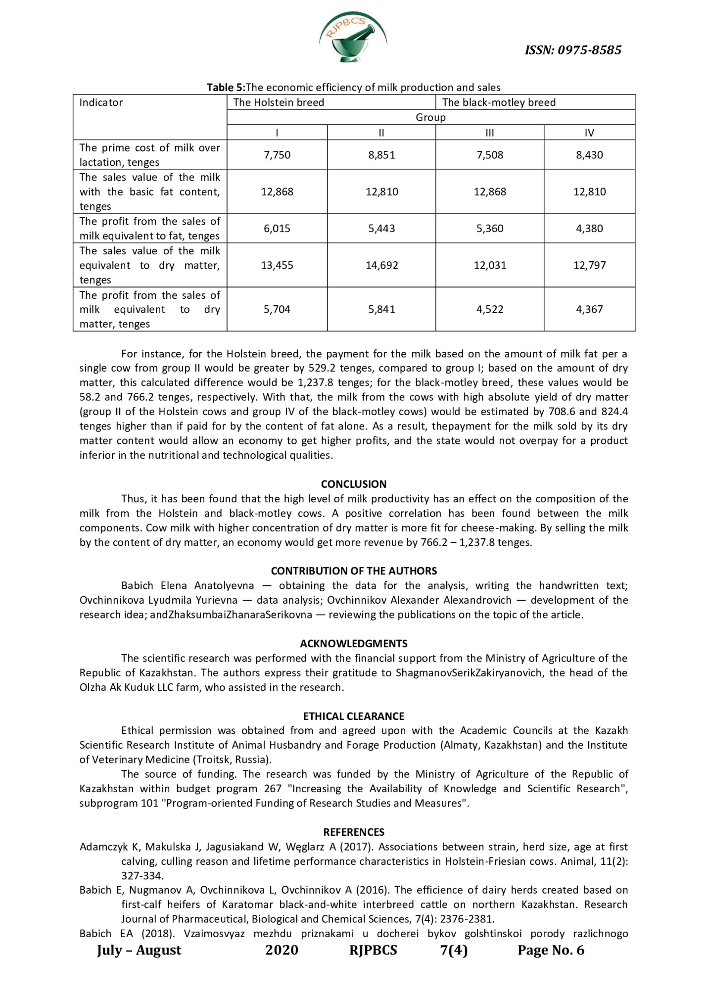 RJPBCS
ISSN: 0975-8585
Table 5:The economic efficiency of milk production and sales
Indicator The Holstein breed The black-motley breed
Group
I II III IV
The prime cost of milk over
lactation, tenges
7,750 8,851 7,508 8,430
The sales value of the milk
with the basic fat content,
tenges
12,868 12,810 12,868 12,810
The profit from the sales of
milk equivalent to fat, tenges
6,015 5,443 5,360 4,380
The sales value of the milk
equivalent to dry matter,
tenges
13,455 14,692 12,031 12,797
The profit from the sales of
milk equivalent to dry
matter, tenges
5,704 5,841 4,522 4,367
For instance, for the Holstein breed, the payment for the milk based on the amount of milk fat per a
single cow from group II would be greater by 529.2 tenges, compared to group I; based on the amount of dry
matter, this calculated difference would be 1,237.8 tenges; for the black-motley breed, these values would be
58.2 and 766.2 tenges, respectively. With that, the milk from the cows with high absolute yield of dry matter
(group II of the Holstein cows and group IV of the black-motley cows) would be estimated by 708.6 and 824.4
tenges higher than if paid for by the content of fat alone. As a result, thepayment for the milk sold by its dry
matter content would allow an economy to get higher profits, and the state would not overpay for a product
inferior in the nutritional and technological qualities.
CONCLUSION
Thus, it has been found that the high level of milk productivity has an effect on the composition of the
milk from the Holstein and black-motley cows. A positive correlation has been found between the milk
components. Cow milk with higher concentration of dry matter is more fit for cheese-making. By selling the milk
by the content of dry matter, an economy would get more revenue by 766.2 – 1,237.8 tenges.
CONTRIBUTION OF THE AUTHORS
Babich Elena Anatolyevna — obtaining the data for the analysis, writing the handwritten text;
Ovchinnikova Lyudmila Yurievna — data analysis; Ovchinnikov Alexander Alexandrovich — development of the
research idea; andZhaksumbaiZhanaraSerikovna — reviewing the publications on the topic of the article.
ACKNOWLEDGMENTS
The scientific research was performed with the financial support from the Ministry of Agriculture of the
Republic of Kazakhstan. The authors express their gratitude to ShagmanovSerikZakiryanovich, the head of the
Olzha Ak Kuduk LLC farm, who assisted in the research.
ETHICAL CLEARANCE
Ethical permission was obtained from and agreed upon with the Academic Councils at the Kazakh
Scientific Research Institute of Animal Husbandry and Forage Production (Almaty, Kazakhstan) and the Institute
of Veterinary Medicine (Troitsk, Russia).
The source of funding. The research was funded by the Ministry of Agriculture of the Republic of
Kazakhstan within budget program 267 "Increasing the Availability of Knowledge and Scientific Research",
subprogram 101 "Program-oriented Funding of Research Studies and Measures".
REFERENCES
Adamczyk K, Makulska J, Jagusiakand W, Węglarz A (2017). Associations between strain, herd size, age at first
calving, culling reason and lifetime performance characteristics in Holstein-Friesian cows. Animal, 11(2):
327-334.
Babich E, Nugmanov A, Ovchinnikova L, Ovchinnikov A (2016). The efficience of dairy herds created based on
first-calf heifers of Karatomar black-and-white interbreed cattle on northern Kazakhstan. Research
Journal of Pharmaceutical, Biological and Chemical Sciences, 7(4): 2376-2381.
Babich EA (2018). Vzaimosvyaz mezhdu priznakami u docherei bykov golshtinskoi porody razlichnogo
July – August 2020 RJPBCS 7(4) Page No. 6